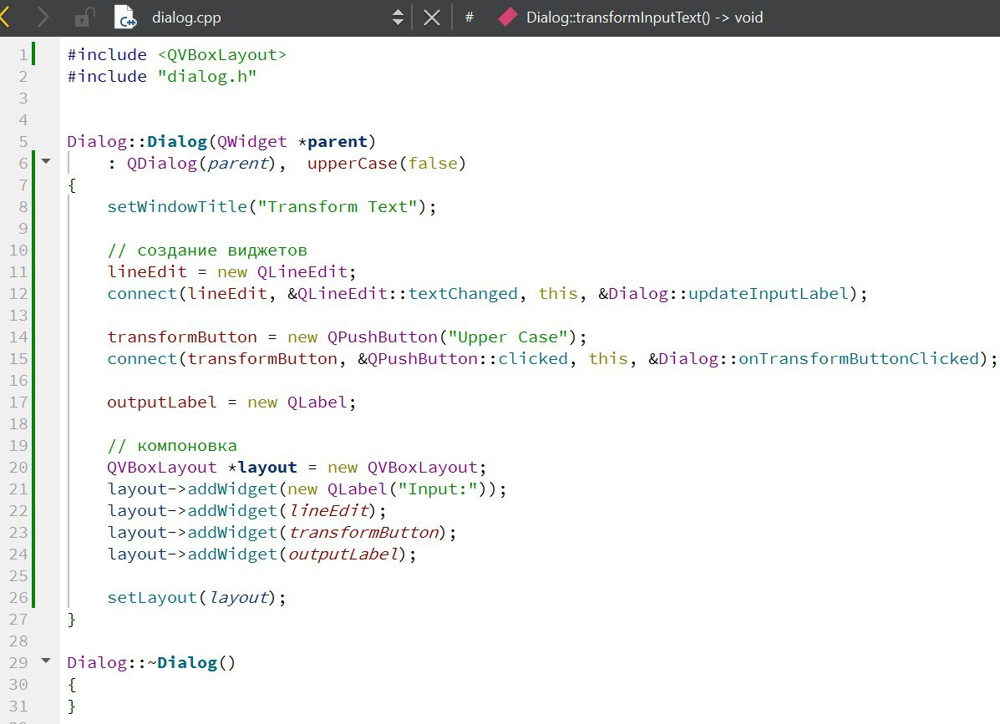 dialog.cpp # Dialog::transformInputText() -> void
1 #include <QVBoxLayout>
2 #include "dialog.h"
3
4
5 Dialog::Dialog(QWidget *parent)
6 : QDialog(parent), upperCase(false)
7 {
8 setWindowTitle("Transform Text");
9
10 // создание виджетов
11 lineEdit = new QLineEdit;
12 connect(lineEdit, &QLineEdit::textChanged, this, &Dialog::updateInputLabel);
13
14 transformButton = new QPushButton("Upper Case");
15 connect(transformButton, &QPushButton::clicked, this, &Dialog::onTransformButtonClicked);
16
17 outputLabel = new QLabel;
18
19 // компоновка
20 QVBoxLayout *layout = new QVBoxLayout;
21 layout->addWidget(new QLabel("Input:"));
22 layout->addWidget(lineEdit);
23 layout->addWidget(transformButton);
24 layout->addWidget(outputLabel);
25
26 setLayout(layout);
27 }
28
29 Dialog::~Dialog()
30 {
31 }